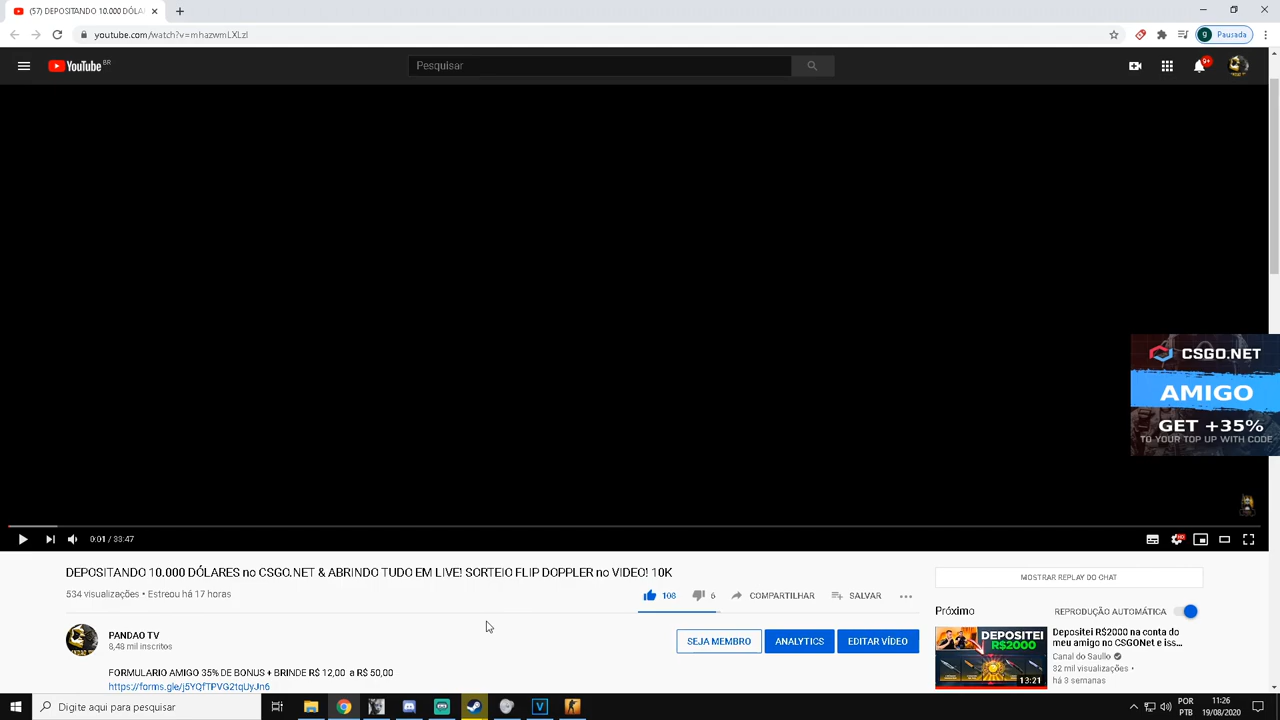 (57) DEPOSITANDO 10.000 DÓLAR
youtube.com/watch?v=mhazwmLXLzI
Pausada
YouTube BR
Pesquisar
9+
CSGO.NET
AMIGO
GET +35%
TO YOUR TOP UP WITH CODE
0:01 / 33:47
HD
DEPOSITANDO 10.000 DÓLARES no CSGO.NET & ABRINDO TUDO EM LIVE! SORTEIO FLIP DOPPLER no VIDEO! 10K
534 visualizações • Estreou há 17 horas
108
6
COMPARTILHAR
SALVAR
MOSTRAR REPLAY DO CHAT
Próximo
REPRODUÇÃO AUTOMÁTICA
PANDAO TV
8,48 mil inscritos
SEJA MEMBRO
ANALYTICS
EDITAR VÍDEO
FORMULARIO AMIGO 35% DE BONUS + BRINDE R$ 12,00 a R$ 50,00
https://forms.gle/j5YQfTPVG2tqUyJn6
DEPOSITEI
R$2000
13:21
Depositei R$2000 na conta do
meu amigo no CSGONet e iss...
Canal do Saullo
32 mil visualizações •
há 3 semanas
Digite aqui para pesquisar
POR
PTB
11:26
19/08/2020